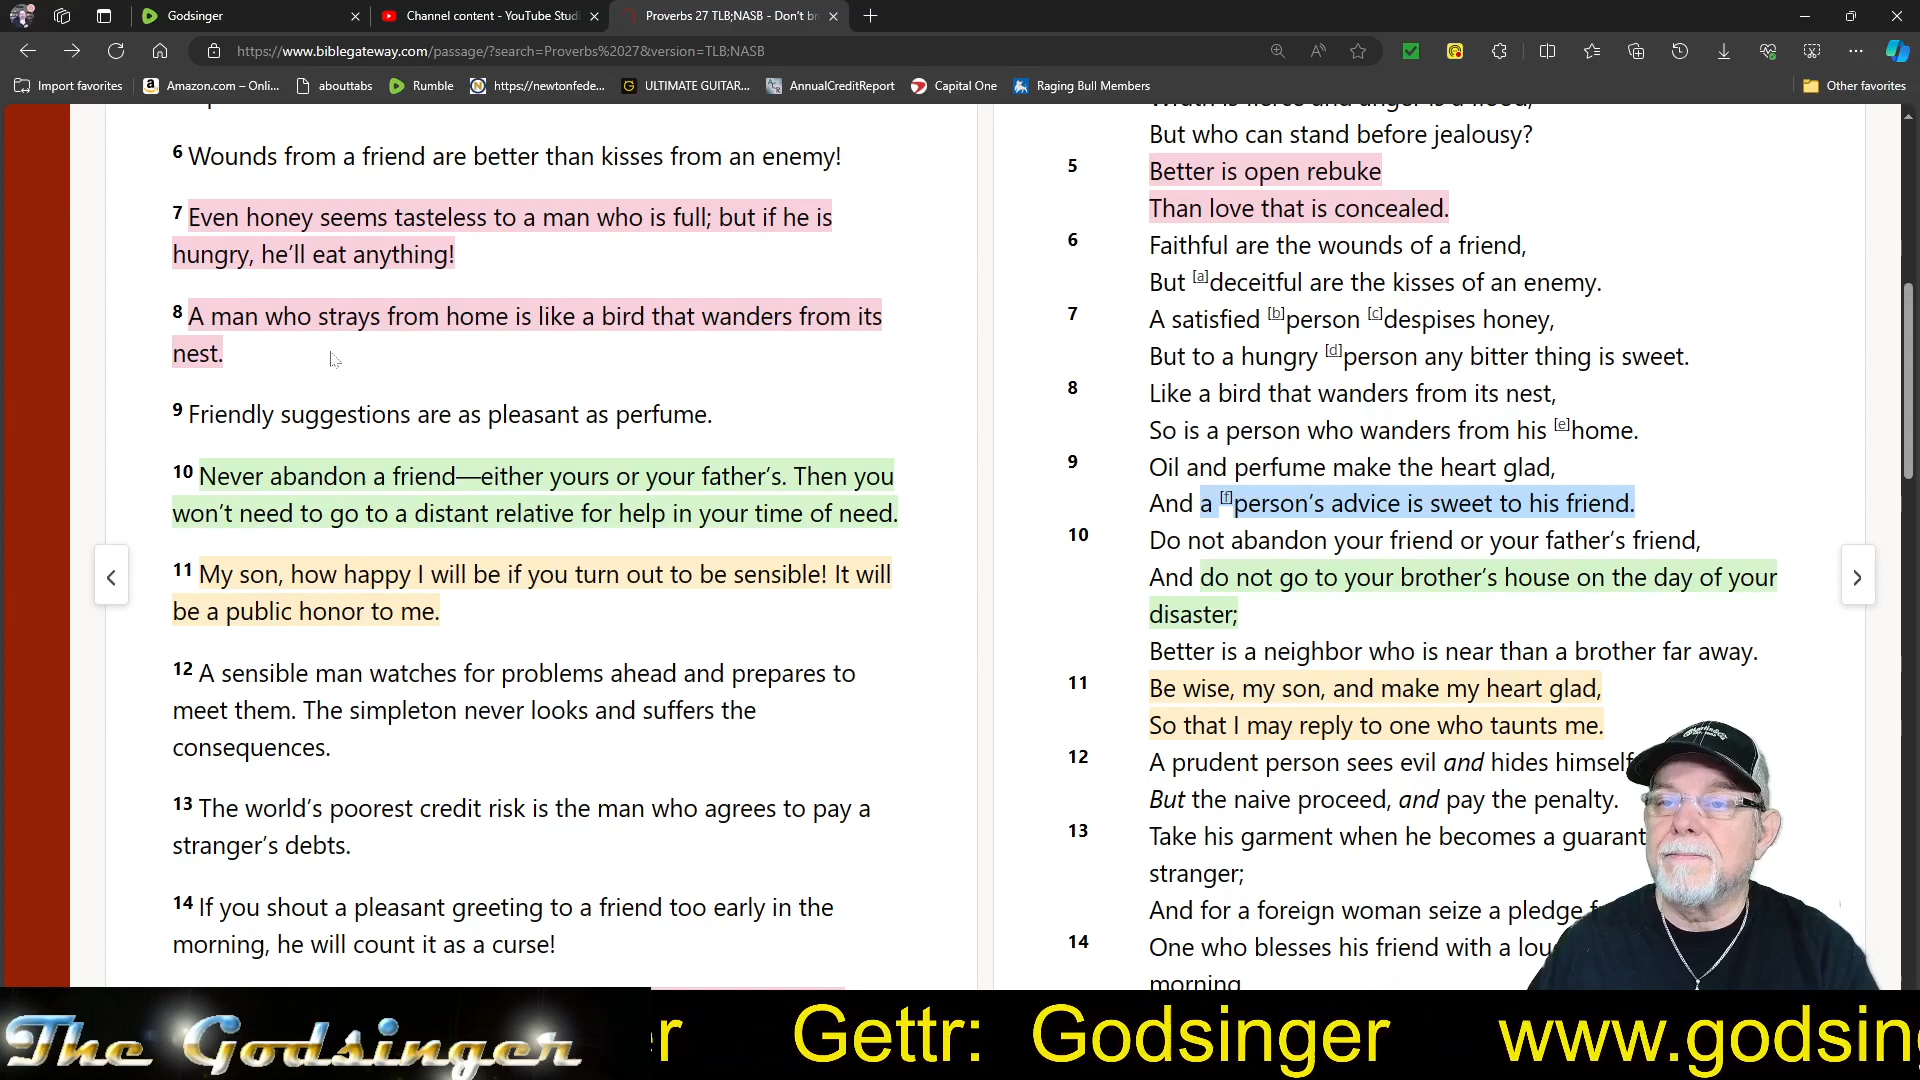 Godsinger
Channel content - YouTube Studi
Proverbs 27 TLB;NASB - Don't br
https://www.biblegateway.com/passage/?search=Proverbs%2027&version=TLB;NASB
Import favorites
Amazon.com – Onli...
abouttabs
Rumble
https://newtonfede...
ULTIMATE GUITAR...
AnnualCreditReport
Capital One
Raging Bull Members
Other favorites
6 Wounds from a friend are better than kisses from an enemy!
7 Even honey seems tasteless to a man who is full; but if he is
hungry, he'll eat anything!
8 A man who strays from home is like a bird that wanders from its
nest.
9 Friendly suggestions are as pleasant as perfume.
10 Never abandon a friend—either yours or your father's. Then you
won't need to go to a distant relative for help in your time of need.
11 My son, how happy I will be if you turn out to be sensible! It will
be a public honor to me.
12 A sensible man watches for problems ahead and prepares to
meet them. The simpleton never looks and suffers the
consequences.
13 The world's poorest credit risk is the man who agrees to pay a
stranger's debts.
14 If you shout a pleasant greeting to a friend too early in the
morning, he will count it as a curse!
Wrath is fierce and anger is a flood,
But who can stand before jealousy?
5 Better is open rebuke
Than love that is concealed.
6 Faithful are the wounds of a friend,
But [a]deceitful are the kisses of an enemy.
7 A satisfied [b]person [c]despises honey,
But to a hungry [d]person any bitter thing is sweet.
8 Like a bird that wanders from its nest,
So is a person who wanders from his [e]home.
9 Oil and perfume make the heart glad,
And a [f]person's advice is sweet to his friend.
10 Do not abandon your friend or your father's friend,
And do not go to your brother's house on the day of your
disaster;
Better is a neighbor who is near than a brother far away.
11 Be wise, my son, and make my heart glad,
So that I may reply to one who taunts me.
12 A prudent person sees evil and hides himself
But the naive proceed, and pay the penalty.
13 Take his garment when he becomes a guarant
stranger;
And for a foreign woman seize a pledge f
14 One who blesses his friend with a lou
morning
The Godsinger
er Gettr: Godsinger www.godsin